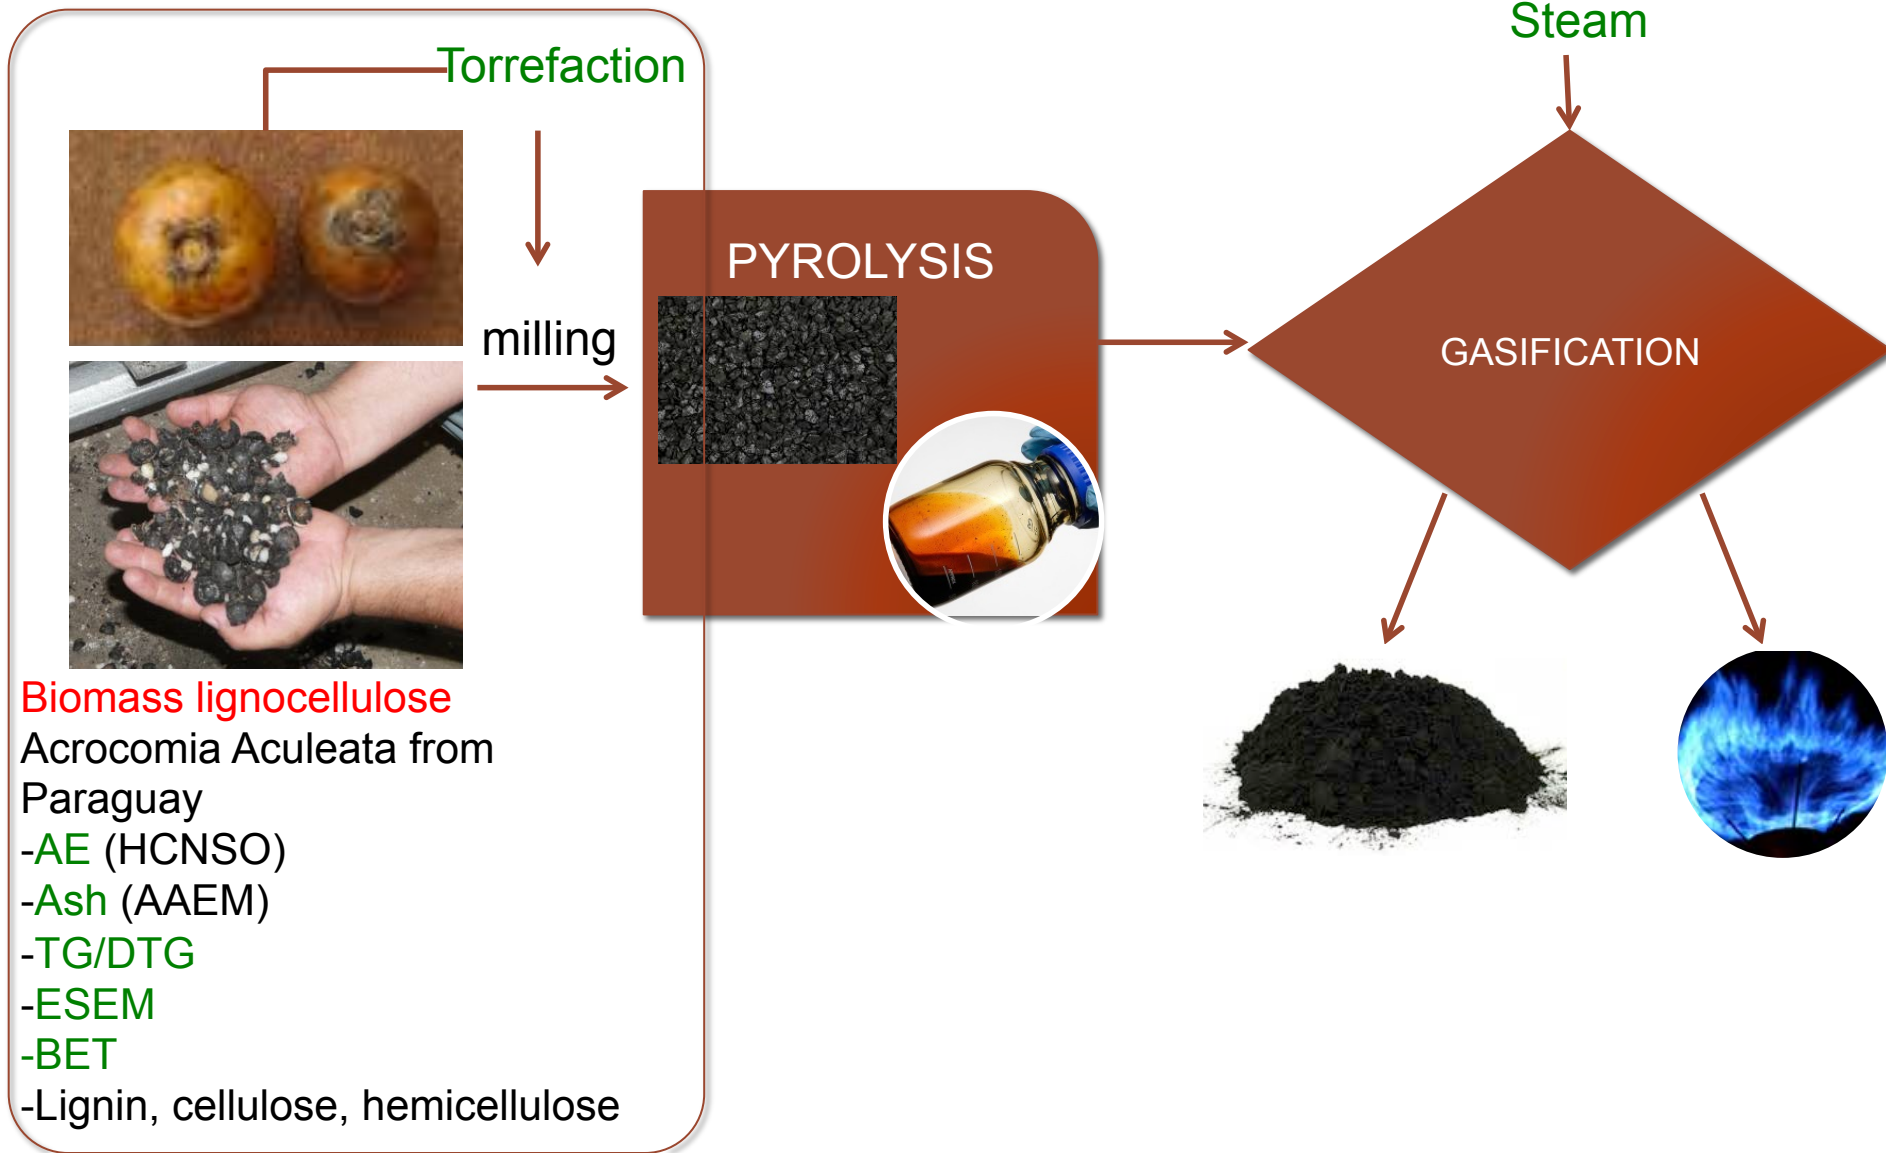 Steam
Torrefaction
PYROLYSIS
milling
GASIFICATION
Biomass lignocellulose
Acrocomia Aculeata from
Paraguay
-AE (HCNSO)
-Ash (AAEM)
-TG/DTG
-ESEM
-BET
-Lignin, cellulose, hemicellulose